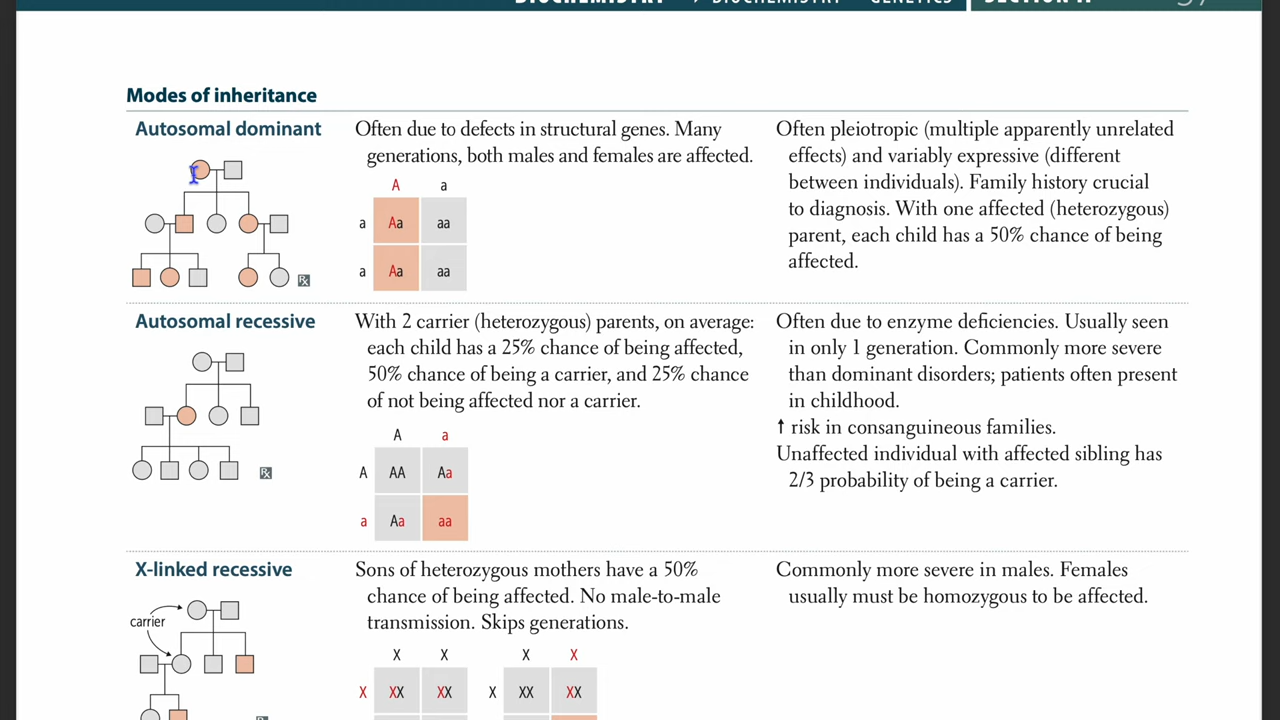 BIOCHEMISTRY
BIOCHEMISTRY—GENETICS
SECTION II
Modes of inheritance
Autosomal dominant
Often due to defects in structural genes. Many
generations, both males and females are affected.
A a
a Aa aa
a Aa aa
Often pleiotropic (multiple apparently unrelated
effects) and variably expressive (different
between individuals). Family history crucial
to diagnosis. With one affected (heterozygous)
parent, each child has a 50% chance of being
affected.
Rx
Autosomal recessive
With 2 carrier (heterozygous) parents, on average:
each child has a 25% chance of being affected,
50% chance of being a carrier, and 25% chance
of not being affected nor a carrier.
A a
A AA Aa
a Aa aa
Often due to enzyme deficiencies. Usually seen
in only 1 generation. Commonly more severe
than dominant disorders; patients often present
in childhood.
↑ risk in consanguineous families.
Unaffected individual with affected sibling has
2/3 probability of being a carrier.
Rx
X-linked recessive
carrier
Sons of heterozygous mothers have a 50%
chance of being affected. No male-to-male
transmission. Skips generations.
X X
X XX XX
X X
X XX XX
Commonly more severe in males. Females
usually must be homozygous to be affected.